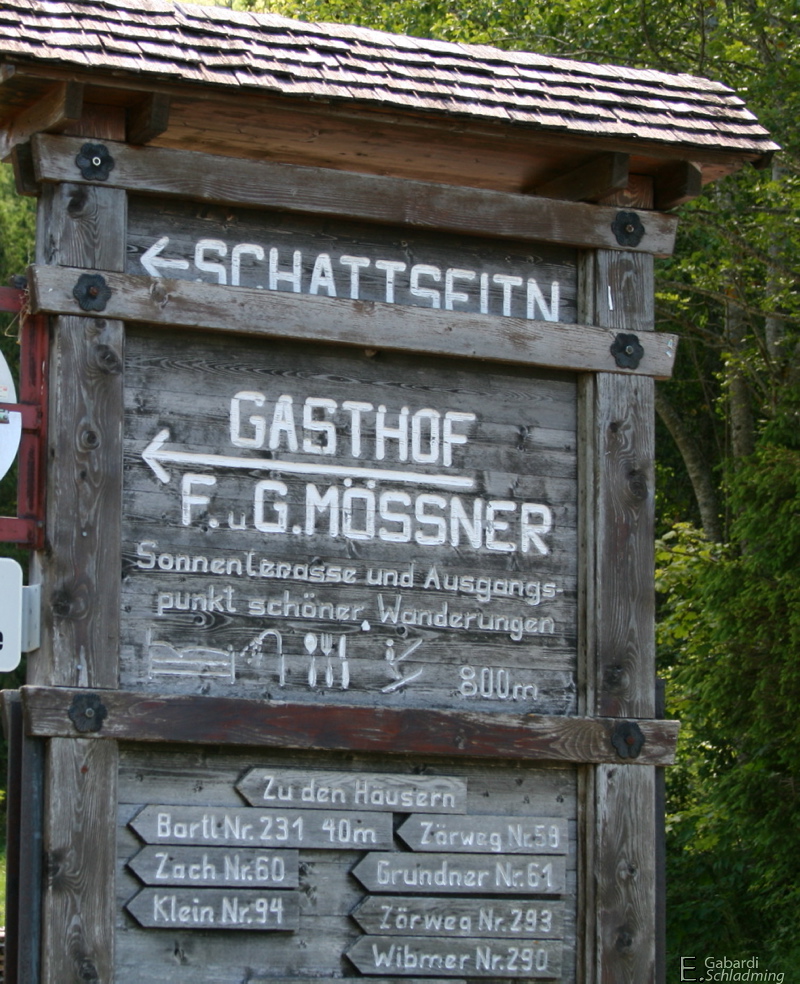 SCHATTSEITN
GASTHOF
F. u G. MÖSSNER
Sonnenterasse und Ausgangs-
punkt schöner Wanderungen
800m
Zu den Häusern
Bartl Nr. 231 40m
Zörweg Nr. 59
Zach Nr. 60
Grundner Nr. 61
Klein Nr. 94
Zörweg Nr. 293
Wibmer Nr. 290
e
E. Gabardi
Schladming